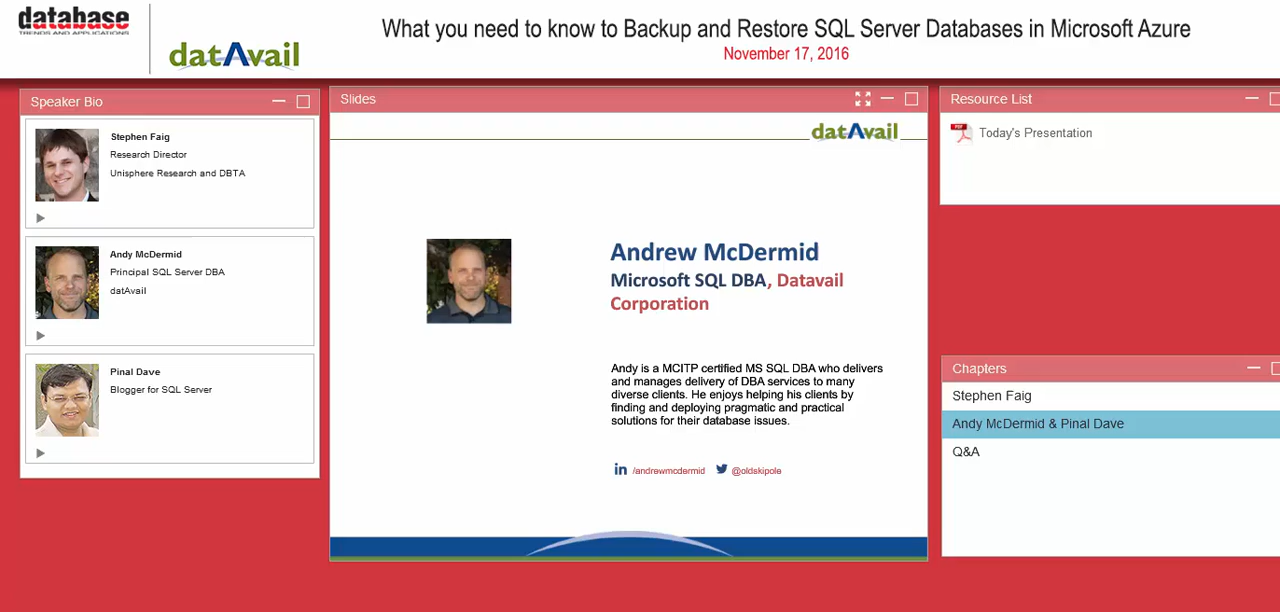 database
TRENDS AND APPLICATIONS
datAvail
What you need to know to Backup and Restore SQL Server Databases in Microsoft Azure
November 17, 2016
Speaker Bio
Stephen Faig
Research Director
Unisphere Research and DBTA
Andy McDermid
Principal SQL Server DBA
datAvail
Pinal Dave
Blogger for SQL Server
Slides
datAvail
Andrew McDermid
Microsoft SQL DBA, Datavail
Corporation
Andy is a MCITP certified MS SQL DBA who delivers
and manages delivery of DBA services to many
diverse clients. He enjoys helping his clients by
finding and deploying pragmatic and practical
solutions for their database issues.
in /andrewmcdermid @oldskipole
Resource List
PDF
Today's Presentation
Chapters
Stephen Faig
Andy McDermid & Pinal Dave
Q&A